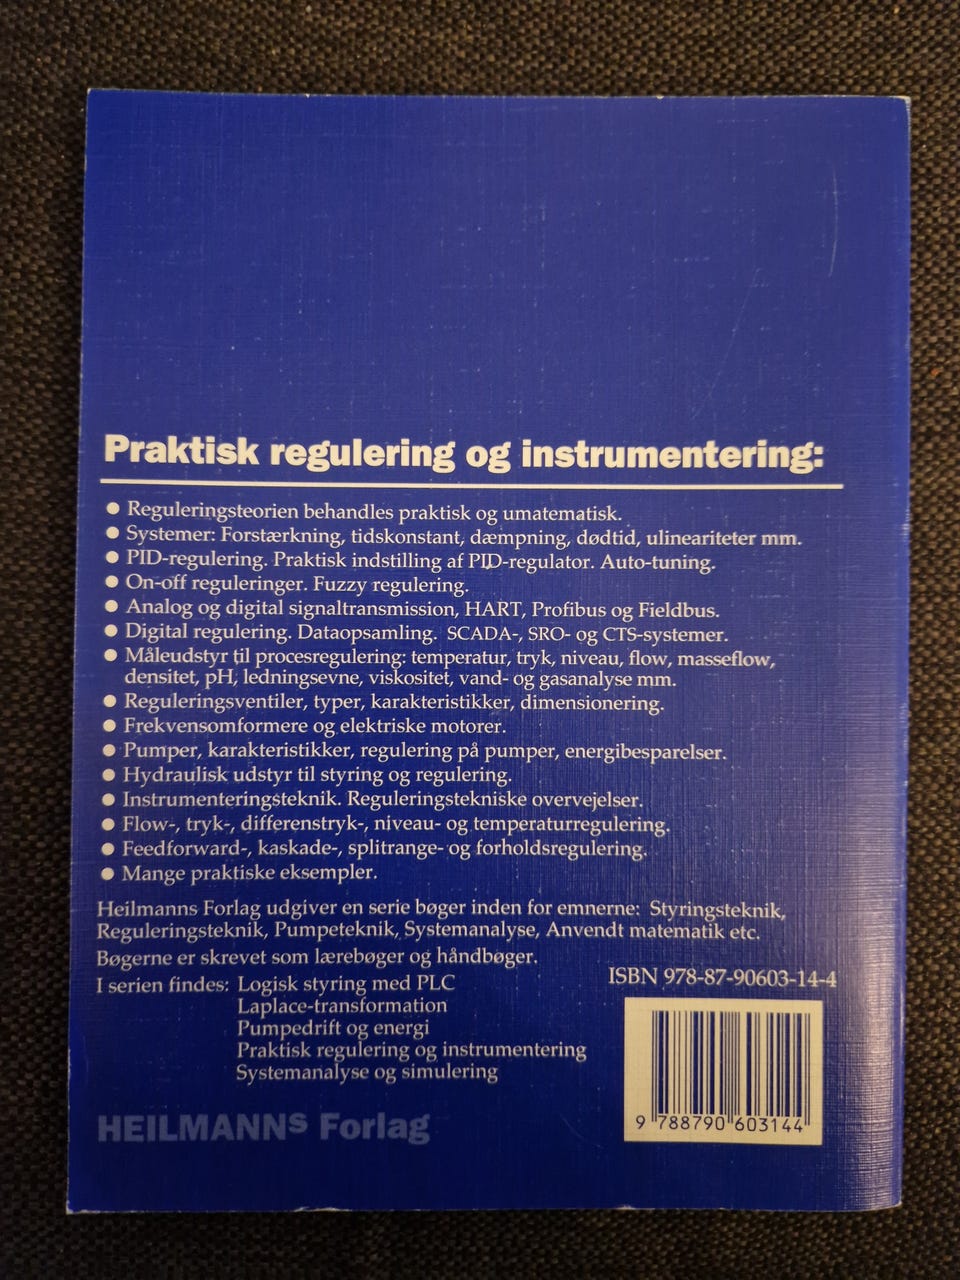 Praktisk regulering og instrumentering:
● Reguleringsteorien behandles praktisk og umatematisk.
● Systemer: Forstærkning, tidskonstant, dæmpning, dødtid, ulineariteter mm.
● PID-regulering. Praktisk indstilling af PID-regulator. Auto-tuning.
● On-off reguleringer. Fuzzy regulering.
● Analog og digital signaltransmission, HART, Profibus og Fieldbus.
● Digital regulering. Dataopsamling. SCADA-, SRO- og CTS-systemer.
● Måleudstyr til procesregulering: temperatur, tryk, niveau, flow, masseflow,
densitet, pH, ledningsevne, viskositet, vand- og gasanalyse mm.
● Reguleringsventiler, typer, karakteristikker, dimensionering.
● Frekvensomformere og elektriske motorer.
● Pumper, karakteristikker, regulering på pumper, energibesparelser.
● Hydraulisk udstyr til styring og regulering.
● Instrumenteringsteknik. Reguleringstekniske overvejelser.
● Flow-, tryk-, differenstryk-, niveau- og temperaturregulering.
● Feedforward-, kaskade-, splitrange- og forholdsregulering.
● Mange praktiske eksempler.
Heilmanns Forlag udgiver en serie bøger inden for emnerne: Styringsteknik,
Reguleringsteknik, Pumpeteknik, Systemanalyse, Anvendt matematik etc.
Bøgerne er skrevet som lærebøger og håndbøger.
I serien findes: Logisk styring med PLC
Laplace-transformation
Pumpedrift og energi
Praktisk regulering og instrumentering
Systemanalyse og simulering
HEILMANNS Forlag
ISBN 978-87-90603-14-4
9 788790 603144